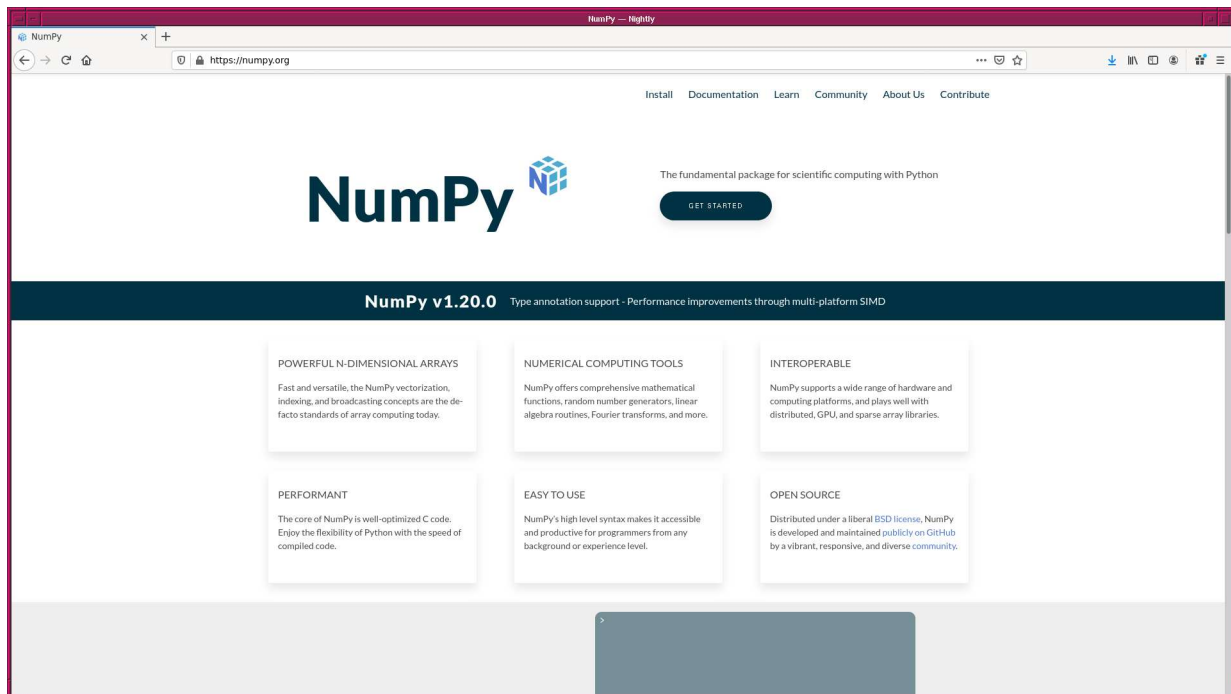 NumPy — Nightly
NumPy
https://numpy.org
Install Documentation Learn Community About Us Contribute
NumPy
The fundamental package for scientific computing with Python
GET STARTED
NumPy v1.20.0 Type annotation support - Performance improvements through multi-platform SIMD
POWERFUL N-DIMENSIONAL ARRAYS
Fast and versatile, the NumPy vectorization,
indexing, and broadcasting concepts are the de-
facto standards of array computing today.
NUMERICAL COMPUTING TOOLS
NumPy offers comprehensive mathematical
functions, random number generators, linear
algebra routines, Fourier transforms, and more.
INTEROPERABLE
NumPy supports a wide range of hardware and
computing platforms, and plays well with
distributed, GPU, and sparse array libraries.
PERFORMANT
The core of NumPy is well-optimized C code.
Enjoy the flexibility of Python with the speed of
compiled code.
EASY TO USE
NumPy's high level syntax makes it accessible
and productive for programmers from any
background or experience level.
OPEN SOURCE
Distributed under a liberal BSD license, NumPy
is developed and maintained publicly on GitHub
by a vibrant, responsive, and diverse community.
>